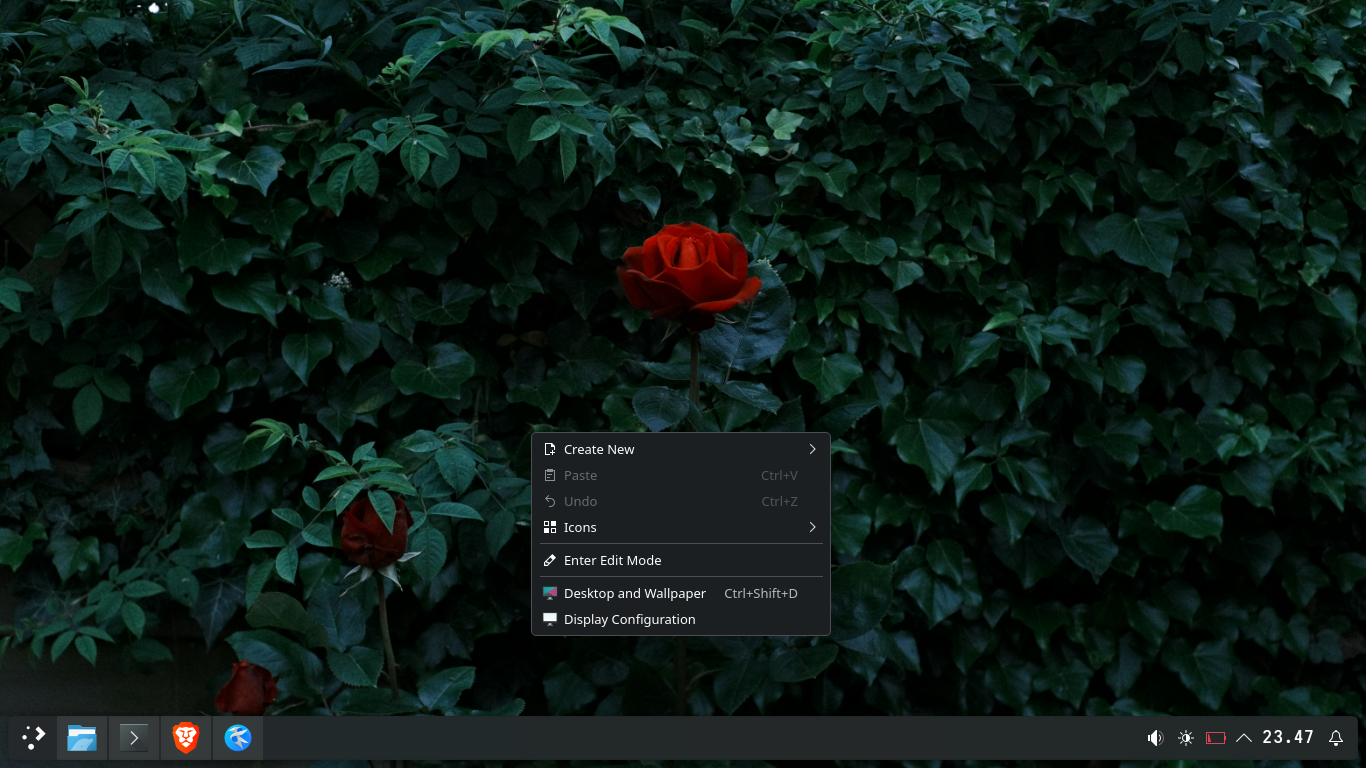 Create New
Paste Ctrl+V
Undo Ctrl+Z
Icons
Enter Edit Mode
Desktop and Wallpaper Ctrl+Shift+D
Display Configuration
23.47